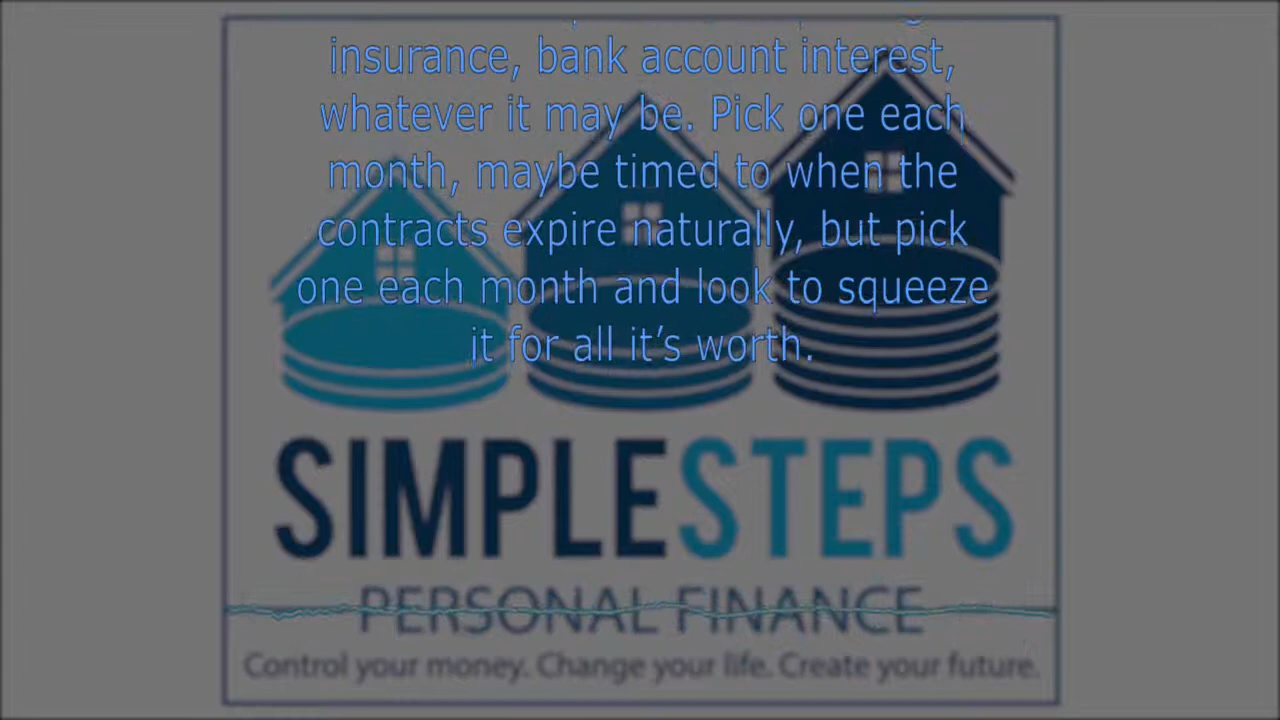 insurance, bank account interest,
whatever it may be. Pick one each
month, maybe timed to when the
contracts expire naturally, but pick
one each month and look to squeeze
it for all it’s worth.
SIMPLESTEPS
PERSONAL FINANCE
Control your money. Change your life. Create your future.